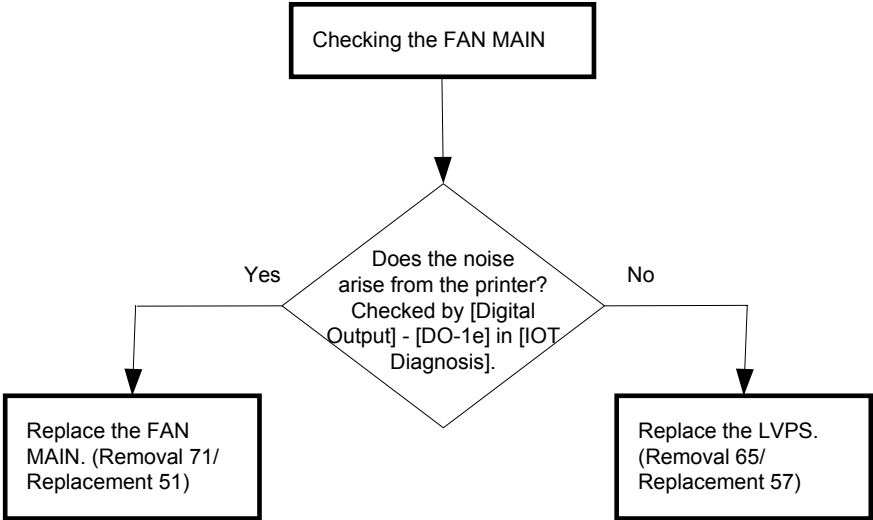 Checking the FAN MAIN
Does the noise
arise from the printer?
Checked by [Digital
Output] - [DO-1e] in [IOT
Diagnosis].
Yes
No
Replace the FAN
MAIN. (Removal 71/
Replacement 51)
Replace the LVPS.
(Removal 65/
Replacement 57)